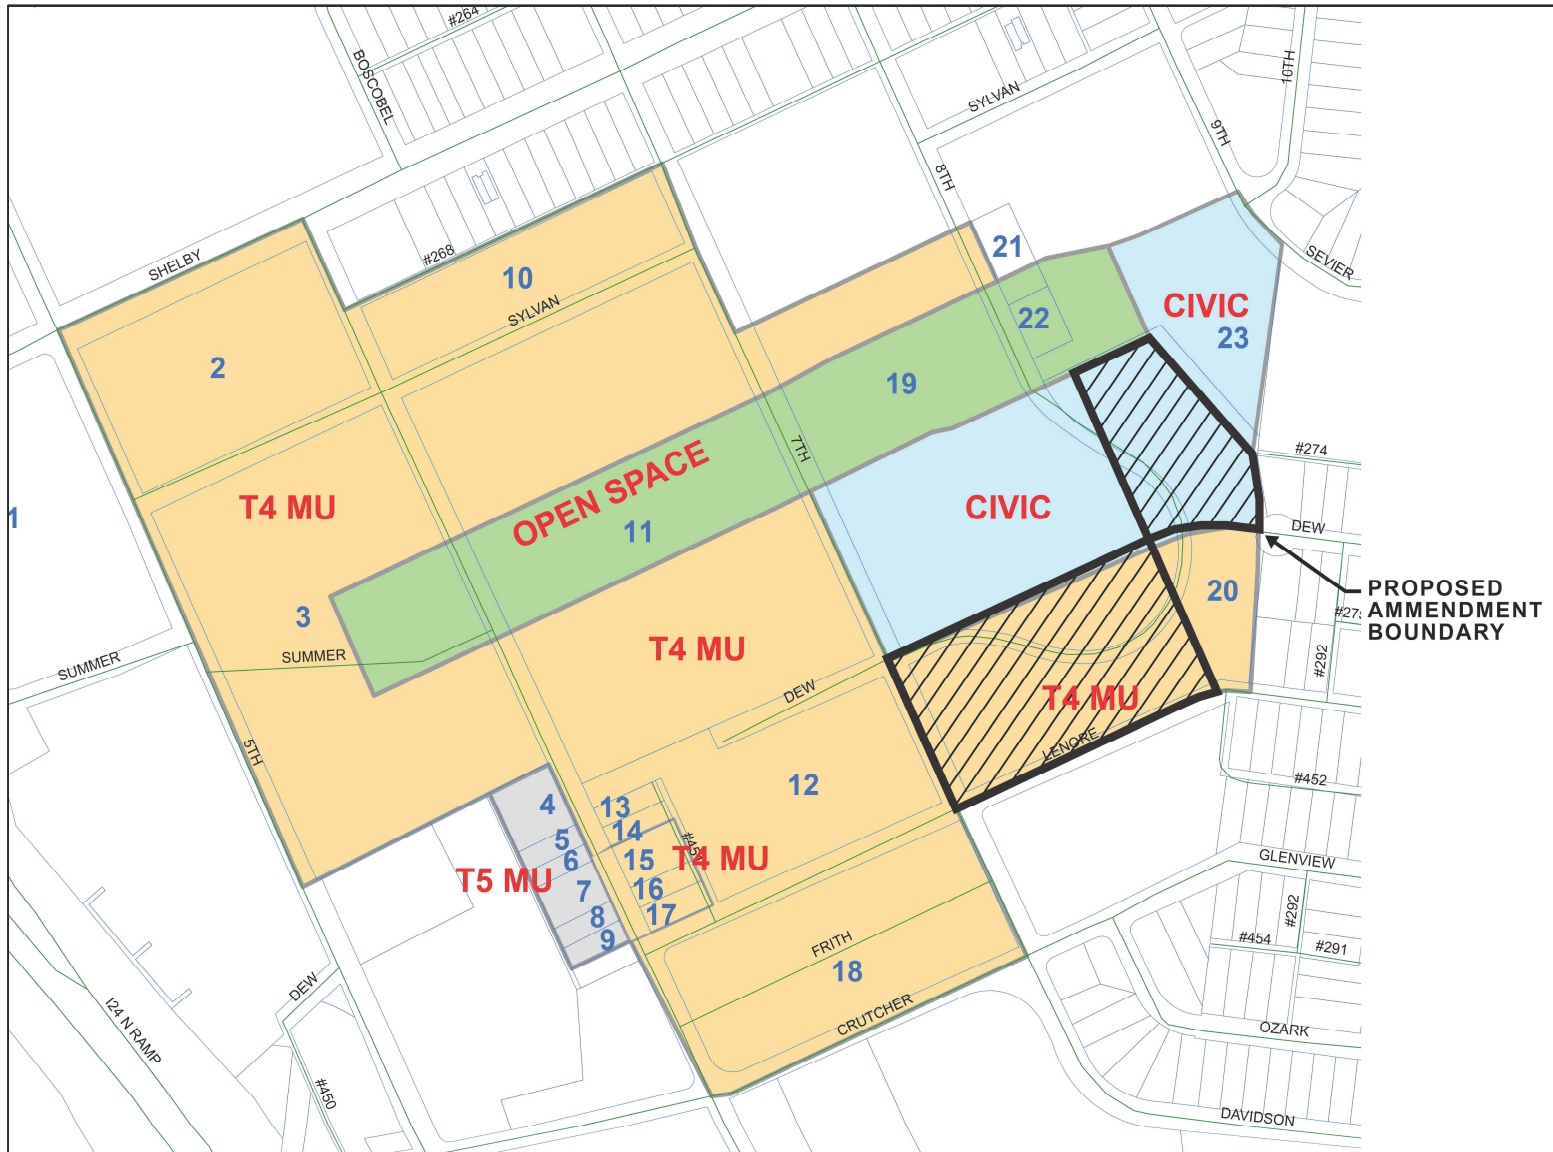 #264
BOSCOBEL
10TH
SYLVAN
9TH
8TH
SHELBY
#268
SEVIER
21
10
SYLVAN
CIVIC
22
23
2
19
7TH
#274
T4 MU
OPEN SPACE
11
CIVIC
1
DEW
PROPOSED
AMMENDMENT
BOUNDARY
20
3
SUMMER
T4 MU
#292
SUMMER
DEW
T4 MU
5TH
LENORE
#452
12
4
13
14
5
6
15
T4 MU
T5 MU
GLENVIEW
7
16
8
17
9
#292
#454
#291
FRITH
18
DEW
CRUTCHER
I24 N RAMP
OZARK
#450
DAVIDSON